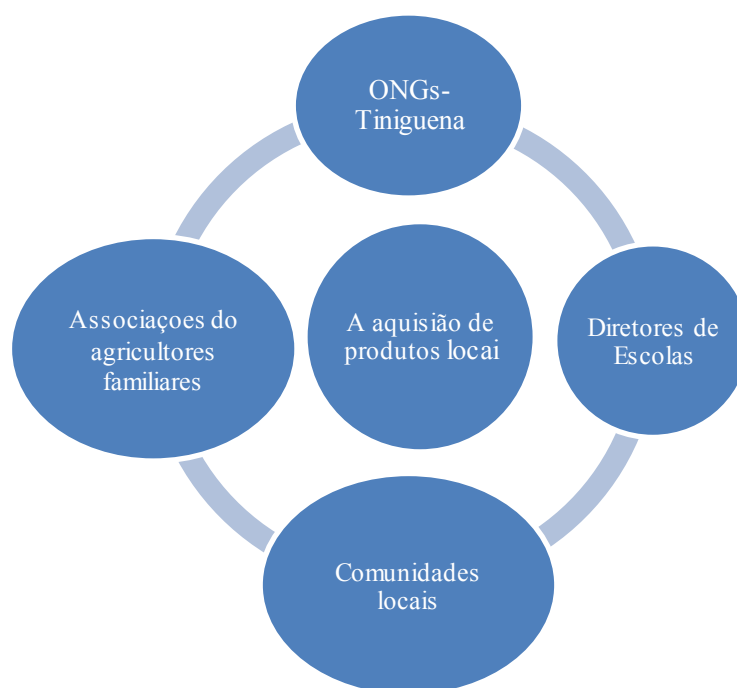 ONGs-
Tiniguena
Associaçoes do
agricultores
familiares
A aquisião de
produtos locai
Diretores de
Escolas
Comunidades
locais